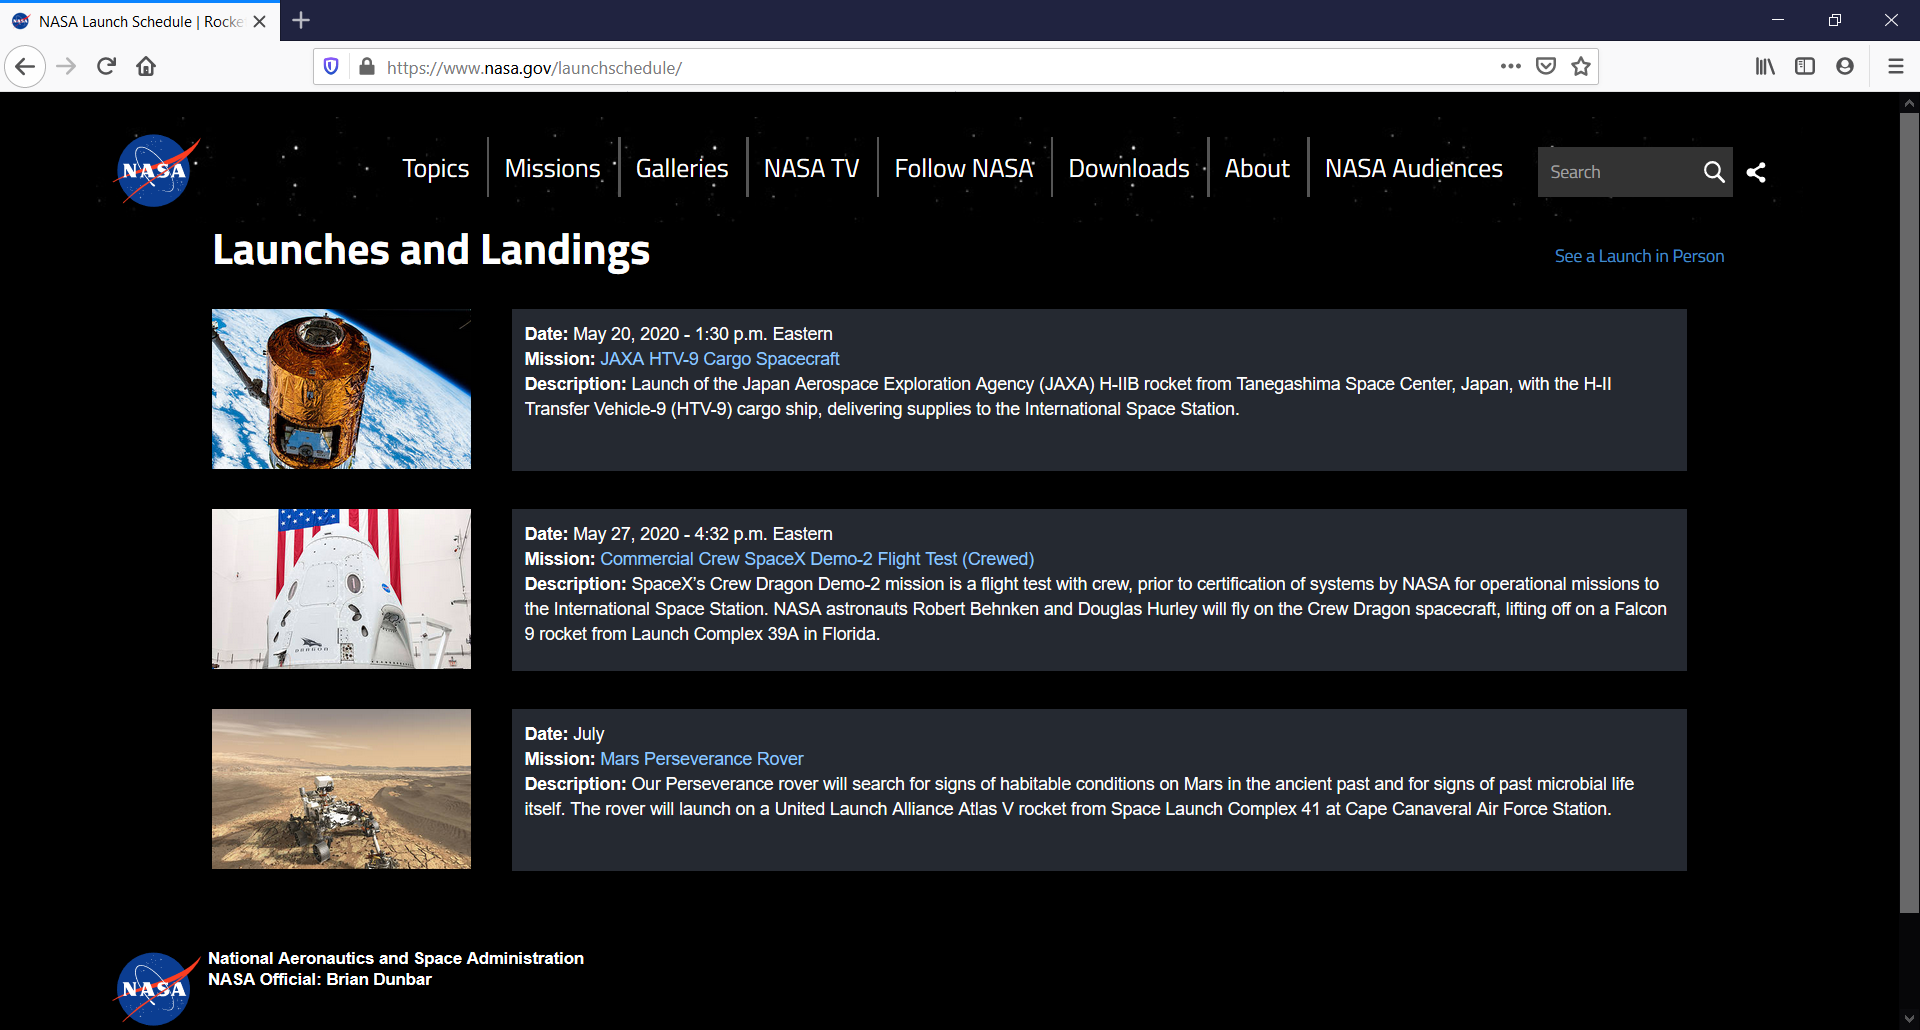 NASA Launch Schedule | Rocke
https://www.nasa.gov/launchschedule/
NASA
Topics
Missions
Galleries
NASA TV
Follow NASA
Downloads
About
NASA Audiences
Search
Launches and Landings
See a Launch in Person
Date: May 20, 2020 - 1:30 p.m. Eastern
Mission: JAXA HTV-9 Cargo Spacecraft
Description: Launch of the Japan Aerospace Exploration Agency (JAXA) H-IIB rocket from Tanegashima Space Center, Japan, with the H-II
Transfer Vehicle-9 (HTV-9) cargo ship, delivering supplies to the International Space Station.
DRAGON
Date: May 27, 2020 - 4:32 p.m. Eastern
Mission: Commercial Crew SpaceX Demo-2 Flight Test (Crewed)
Description: SpaceX’s Crew Dragon Demo-2 mission is a flight test with crew, prior to certification of systems by NASA for operational missions to
the International Space Station. NASA astronauts Robert Behnken and Douglas Hurley will fly on the Crew Dragon spacecraft, lifting off on a Falcon
9 rocket from Launch Complex 39A in Florida.
Date: July
Mission: Mars Perseverance Rover
Description: Our Perseverance rover will search for signs of habitable conditions on Mars in the ancient past and for signs of past microbial life
itself. The rover will launch on a United Launch Alliance Atlas V rocket from Space Launch Complex 41 at Cape Canaveral Air Force Station.
NASA
National Aeronautics and Space Administration
NASA Official: Brian Dunbar